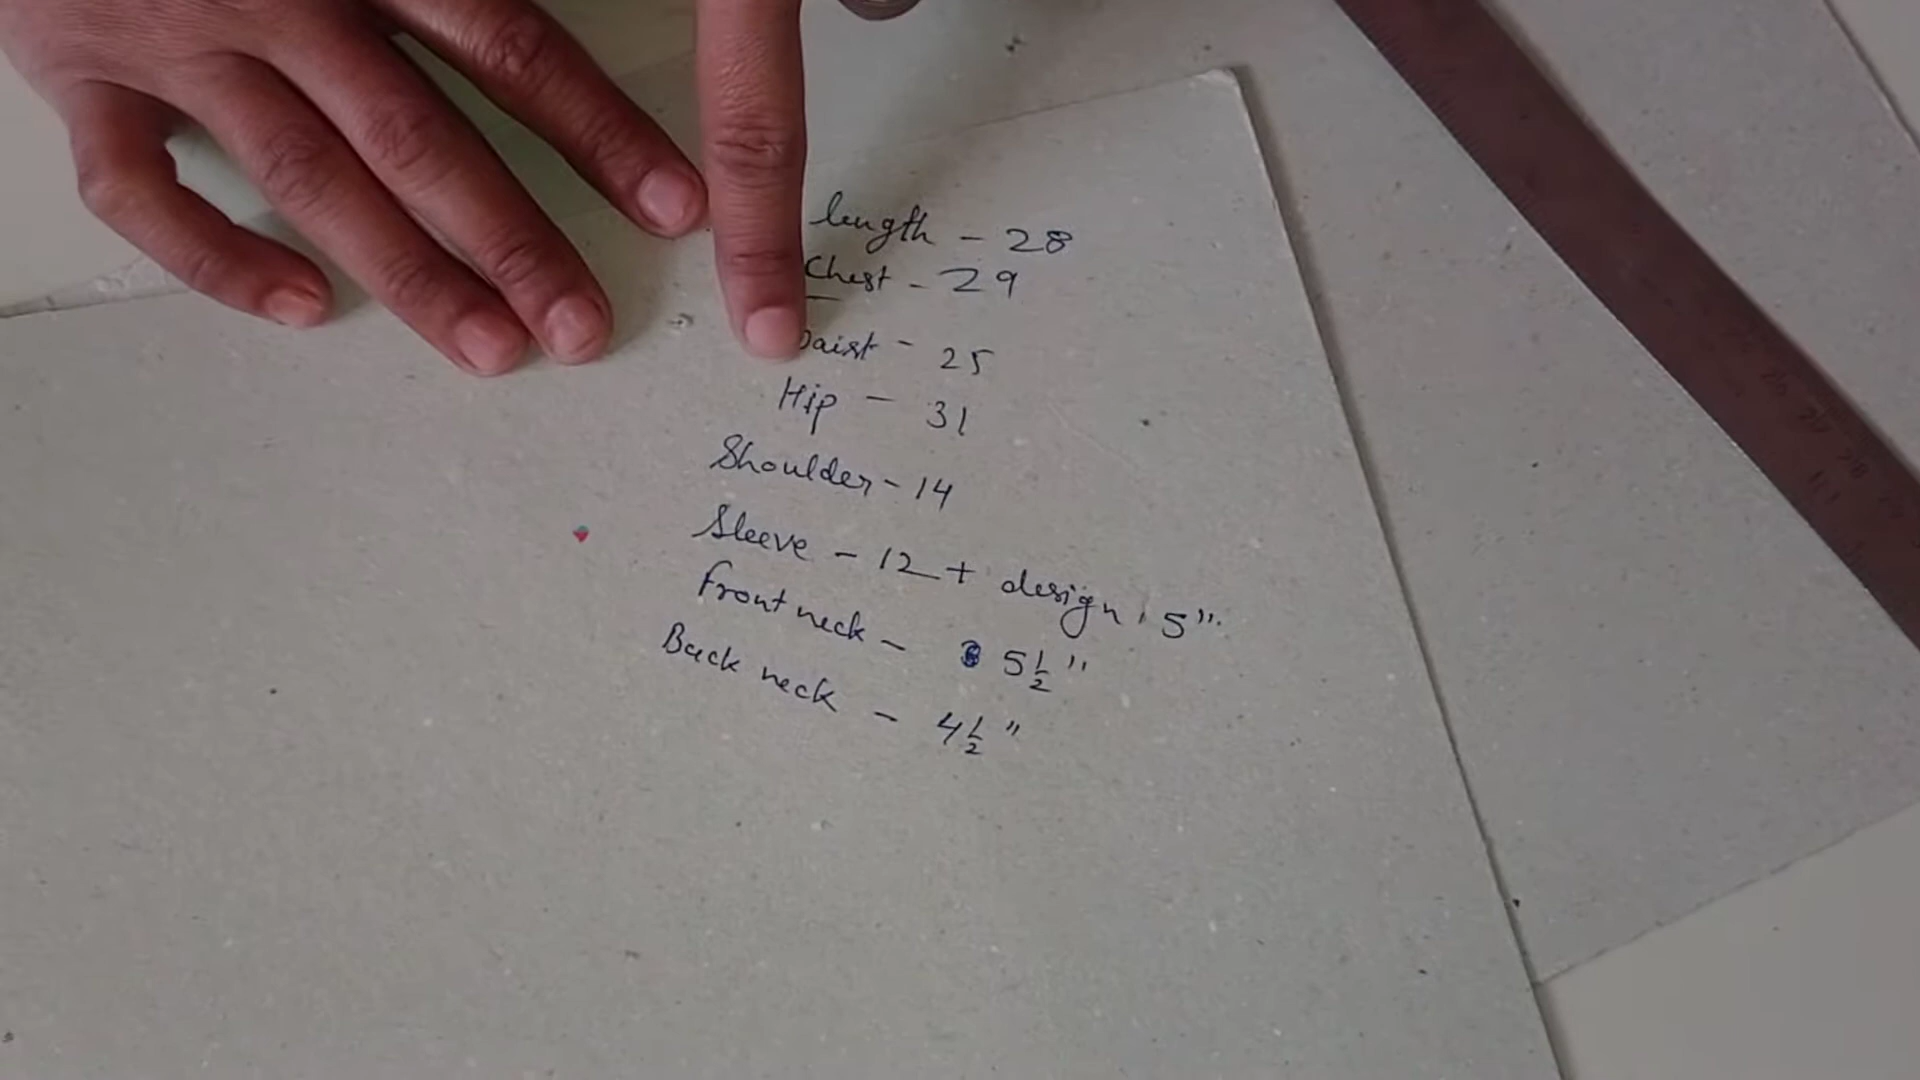 length - 28
Chest - 29
Waist - 25
Hip - 31
Shoulder - 14
Sleeve - 12 + design, 5"
Front neck - 5½"
Back neck - 4½"